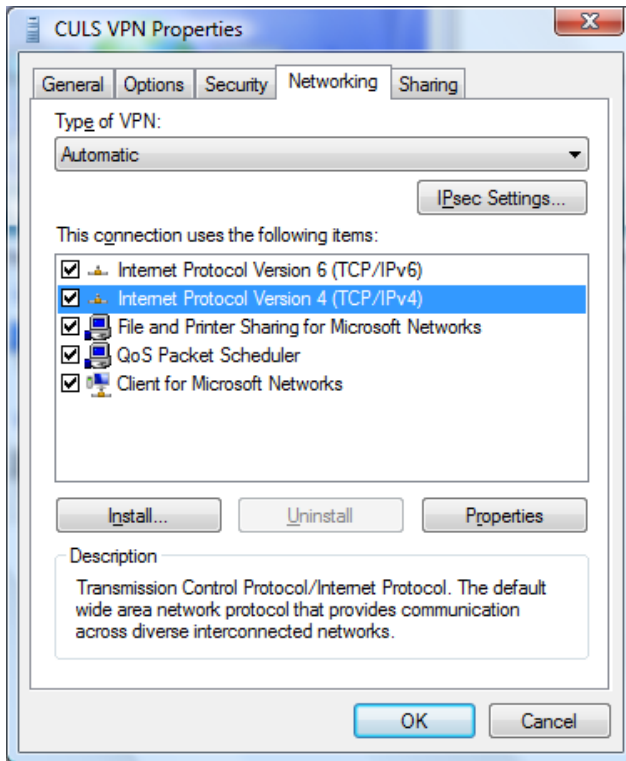 CULS VPN Properties
General Options Security Networking Sharing
Type of VPN:
Automatic
IPsec Settings...
This connection uses the following items:
Internet Protocol Version 6 (TCP/IPv6)
Internet Protocol Version 4 (TCP/IPv4)
File and Printer Sharing for Microsoft Networks
QoS Packet Scheduler
Client for Microsoft Networks
Install... Uninstall Properties
Description
Transmission Control Protocol/Internet Protocol. The default
wide area network protocol that provides communication
across diverse interconnected networks.
OK Cancel